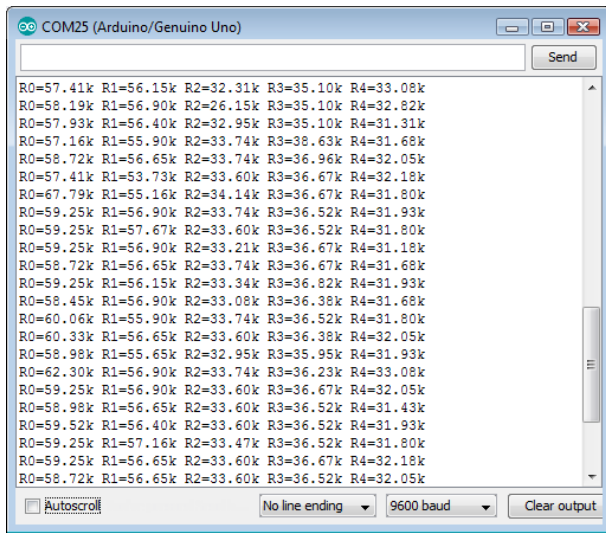 COM25 (Arduino/Genuino Uno)
Send
R0=57.41k R1=56.15k R2=32.31k R3=35.10k R4=33.08k
R0=58.19k R1=56.90k R2=26.15k R3=35.10k R4=32.82k
R0=57.93k R1=56.40k R2=32.95k R3=35.10k R4=31.31k
R0=57.16k R1=55.90k R2=33.74k R3=38.63k R4=31.68k
R0=58.72k R1=56.65k R2=33.74k R3=36.96k R4=32.05k
R0=57.41k R1=53.73k R2=33.60k R3=36.67k R4=32.18k
R0=67.79k R1=55.16k R2=34.14k R3=36.67k R4=31.80k
R0=59.25k R1=56.90k R2=33.74k R3=36.52k R4=31.93k
R0=59.25k R1=57.67k R2=33.60k R3=36.52k R4=31.80k
R0=59.25k R1=56.90k R2=33.21k R3=36.67k R4=31.18k
R0=58.72k R1=56.65k R2=33.74k R3=36.67k R4=31.68k
R0=59.25k R1=56.15k R2=33.34k R3=36.82k R4=31.93k
R0=58.45k R1=56.90k R2=33.08k R3=36.38k R4=31.68k
R0=60.06k R1=55.90k R2=33.74k R3=36.52k R4=31.80k
R0=60.33k R1=56.65k R2=33.60k R3=36.38k R4=32.05k
R0=58.98k R1=55.65k R2=32.95k R3=35.95k R4=31.93k
R0=62.30k R1=56.90k R2=33.74k R3=36.23k R4=33.08k
R0=59.25k R1=56.90k R2=33.60k R3=36.67k R4=32.05k
R0=58.98k R1=56.65k R2=33.60k R3=36.52k R4=31.43k
R0=59.52k R1=56.40k R2=33.60k R3=36.52k R4=31.93k
R0=59.25k R1=57.16k R2=33.47k R3=36.52k R4=31.80k
R0=59.25k R1=56.65k R2=33.60k R3=36.67k R4=32.18k
R0=58.72k R1=56.65k R2=33.60k R3=36.52k R4=32.05k
Autoscroll No line ending 9600 baud Clear output